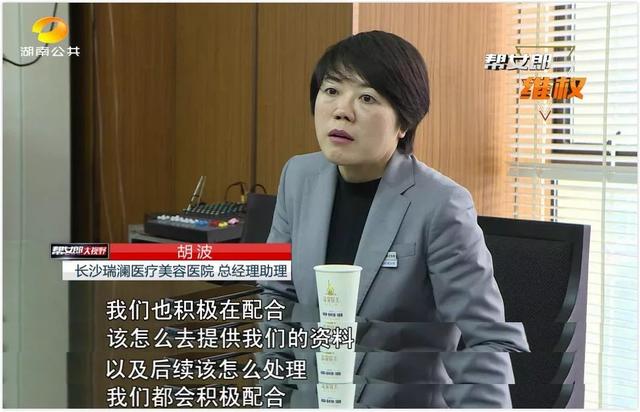 湖南公共
帮女郎
维权
帮女郎大视野
胡波
长沙瑞澜医疗美容医院 总经理助理
我们也积极在配合
该怎么去提供我们的资料
以及后续该怎么处理
我们都会积极配合